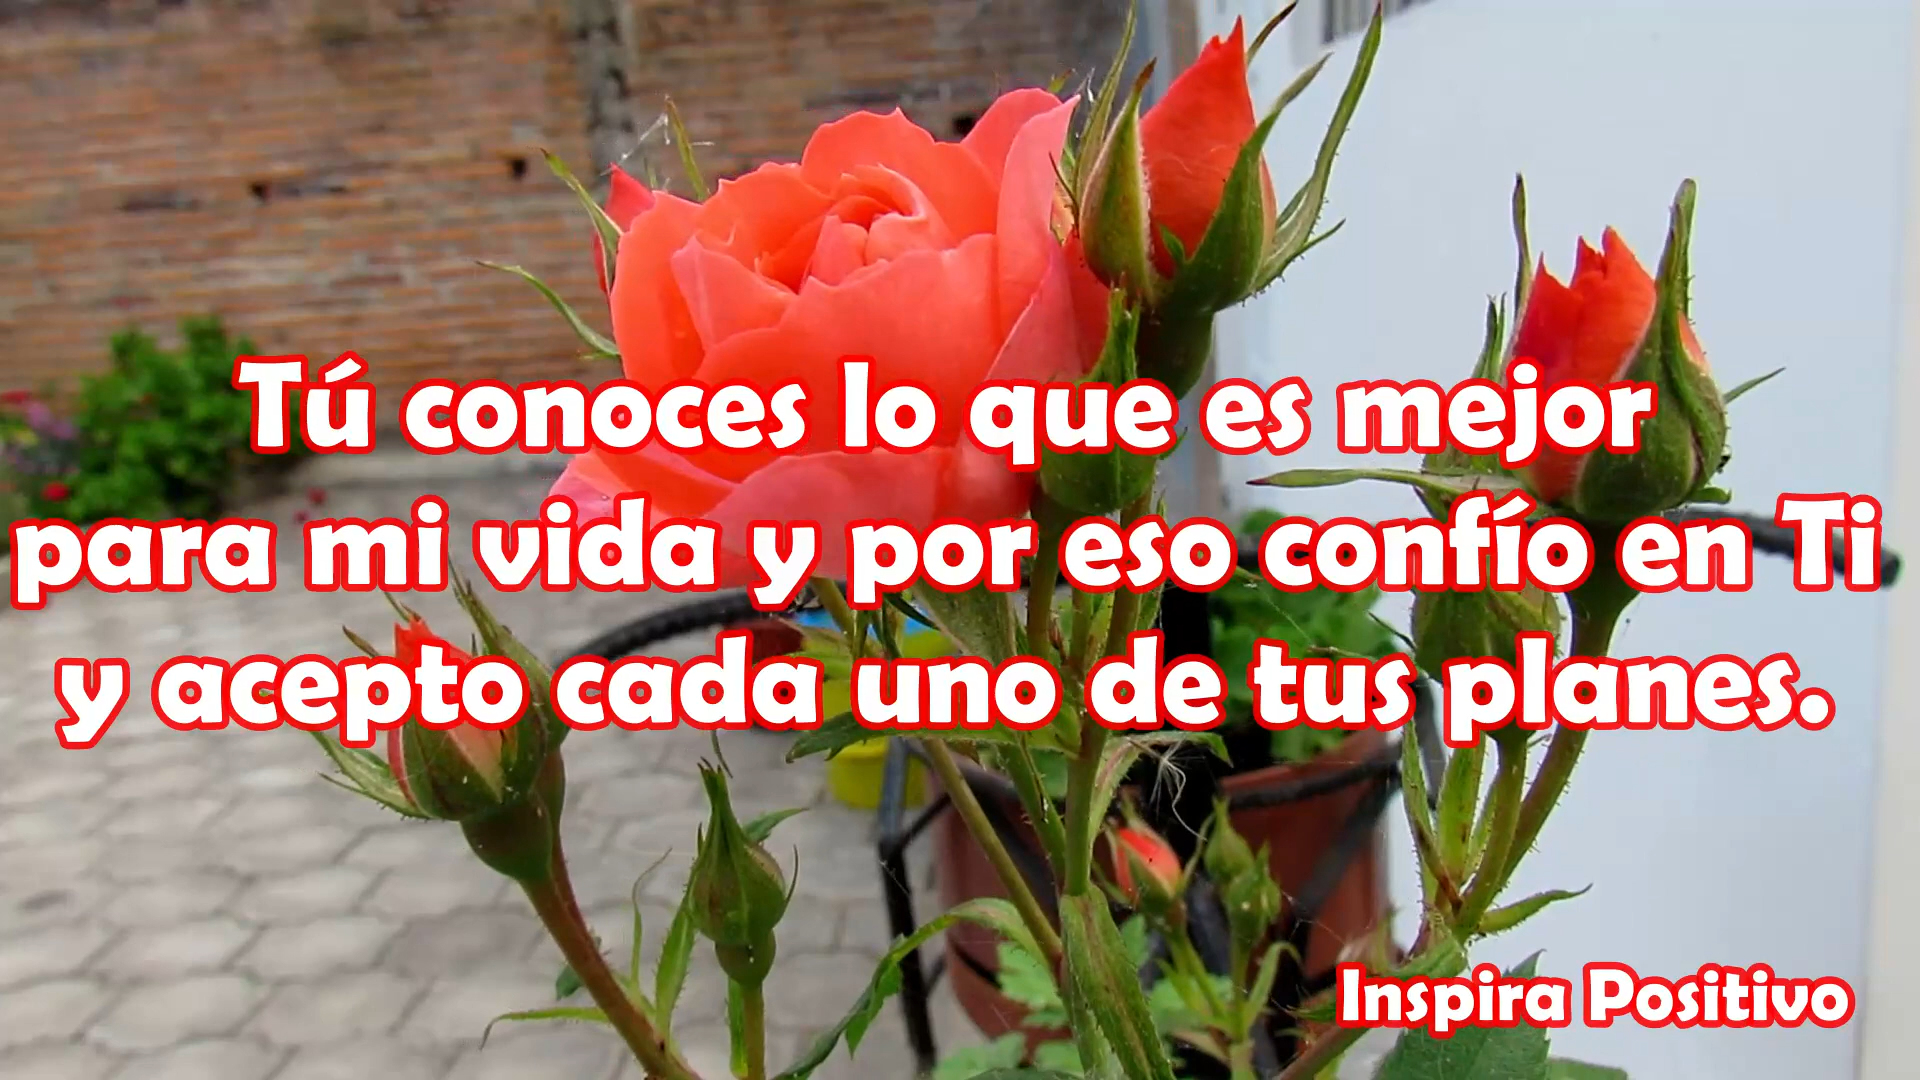 Tú conoces lo que es mejor
para mi vida y por eso confío en Ti
y acepto cada uno de tus planes.
Inspira Positivo